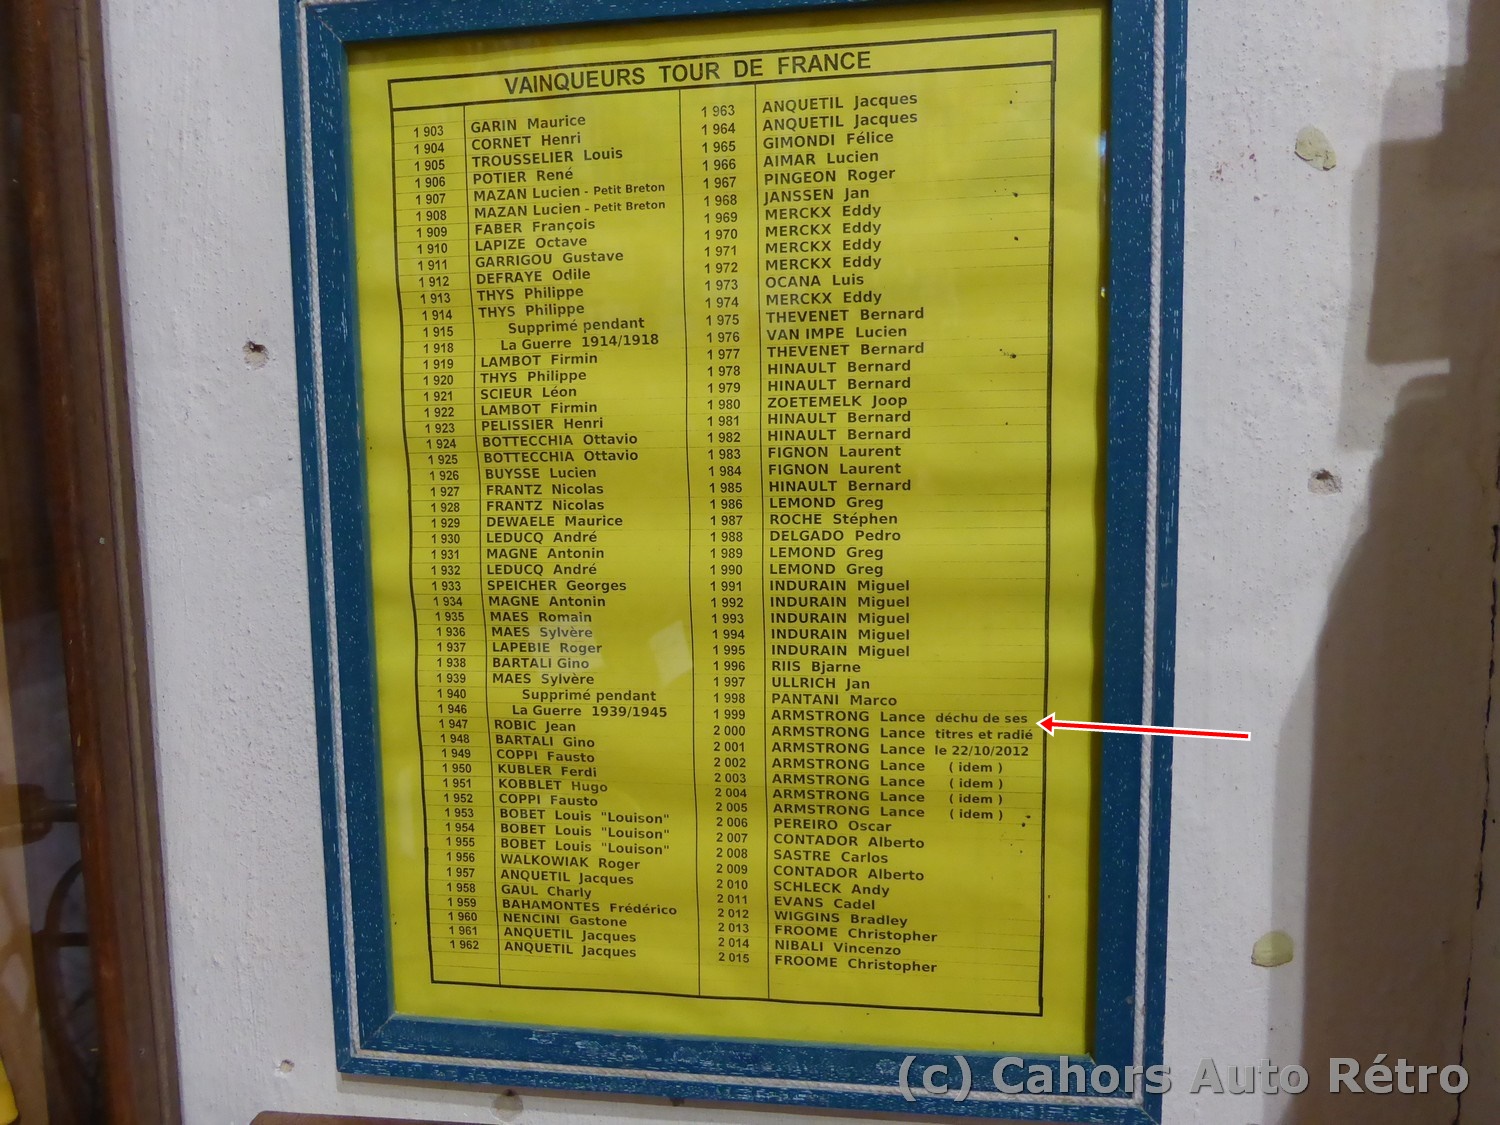 VAINQUEURS TOUR DE FRANCE
1 903 GARIN Maurice
1 904 CORNET Henri
1 905 TROUSSELIER Louis
1 906 POTIER René
1 907 MAZAN Lucien - Petit Breton
1 908 MAZAN Lucien - Petit Breton
1 909 FABER François
1 910 LAPIZE Octave
1 911 GARRIGOU Gustave
1 912 DEFRAYE Odile
1 913 THYS Philippe
1 914 THYS Philippe
1 915 Supprimé pendant
1 918 La Guerre 1914/1918
1 919 LAMBOT Firmin
1 920 THYS Philippe
1 921 SCIEUR Léon
1 922 LAMBOT Firmin
1 923 PELISSIER Henri
1 924 BOTTECCHIA Ottavio
1 925 BOTTECCHIA Ottavio
1 926 BUYSSE Lucien
1 927 FRANTZ Nicolas
1 928 FRANTZ Nicolas
1 929 DEWAELE Maurice
1 930 LEDUCQ André
1 931 MAGNE Antonin
1 932 LEDUCQ André
1 933 SPEICHER Georges
1 934 MAGNE Antonin
1 935 MAES Romain
1 936 MAES Sylvère
1 937 LAPEBIE Roger
1 938 BARTALI Gino
1 939 MAES Sylvère
1 940 Supprimé pendant
1 946 La Guerre 1939/1945
1 947 ROBIC Jean
1 948 BARTALI Gino
1 949 COPPI Fausto
1 950 KUBLER Ferdi
1 951 KOBBLET Hugo
1 952 COPPI Fausto
1 953 BOBET Louis "Louison"
1 954 BOBET Louis "Louison"
1 955 BOBET Louis "Louison"
1 956 WALKOWIAK Roger
1 957 ANQUETIL Jacques
1 958 GAUL Charly
1 959 BAHAMONTES Frédérico
1 960 NENCINI Gastone
1 961 ANQUETIL Jacques
1 962 ANQUETIL Jacques
1 963 ANQUETIL Jacques
1 964 ANQUETIL Jacques
1 965 GIMONDI Félice
1 966 AIMAR Lucien
1 967 PINGEON Roger
1 968 JANSSEN Jan
1 969 MERCKX Eddy
1 970 MERCKX Eddy
1 971 MERCKX Eddy
1 972 MERCKX Eddy
1 973 OCANA Luis
1 974 MERCKX Eddy
1 975 THEVENET Bernard
1 976 VAN IMPE Lucien
1 977 THEVENET Bernard
1 978 HINAULT Bernard
1 979 HINAULT Bernard
1 980 ZOETEMELK Joop
1 981 HINAULT Bernard
1 982 HINAULT Bernard
1 983 FIGNON Laurent
1 984 FIGNON Laurent
1 985 HINAULT Bernard
1 986 LEMOND Greg
1 987 ROCHE Stéphen
1 988 DELGADO Pedro
1 989 LEMOND Greg
1 990 LEMOND Greg
1 991 INDURAIN Miguel
1 992 INDURAIN Miguel
1 993 INDURAIN Miguel
1 994 INDURAIN Miguel
1 995 INDURAIN Miguel
1 996 RIIS Bjarne
1 997 ULLRICH Jan
1 998 PANTANI Marco
1 999 ARMSTRONG Lance déchu de ses
2 000 ARMSTRONG Lance titres et radié
2 001 ARMSTRONG Lance le 22/10/2012
2 002 ARMSTRONG Lance ( idem )
2 003 ARMSTRONG Lance ( idem )
2 004 ARMSTRONG Lance ( idem )
2 005 ARMSTRONG Lance ( idem )
2 006 PEREIRO Oscar
2 007 CONTADOR Alberto
2 008 SASTRE Carlos
2 009 CONTADOR Alberto
2 010 SCHLECK Andy
2 011 EVANS Cadel
2 012 WIGGINS Bradley
2 013 FROOME Christopher
2 014 NIBALI Vincenzo
2 015 FROOME Christopher
(c) Cahors Auto Rétro